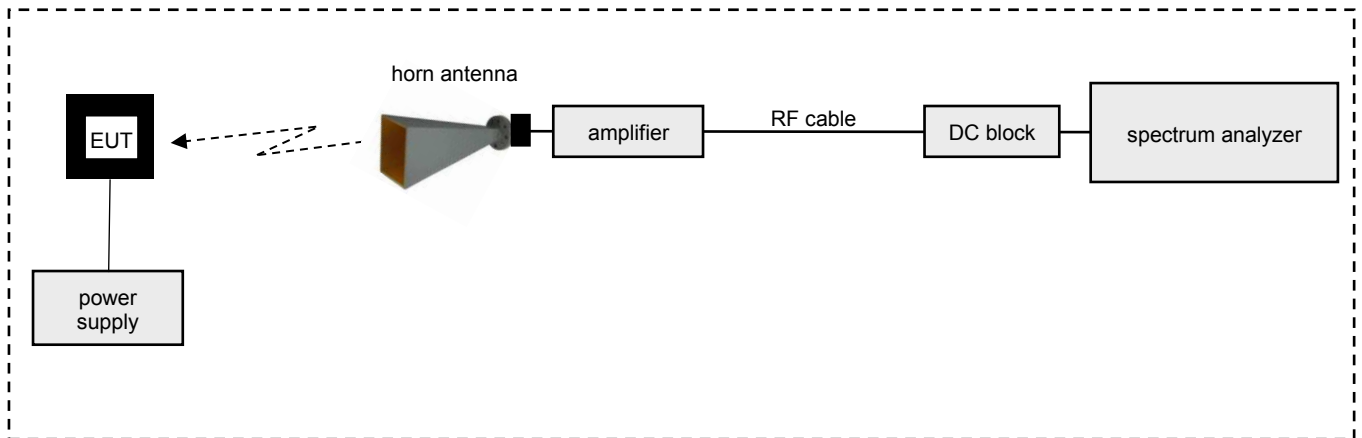 horn antenna
EUT
amplifier
RF cable
DC block
spectrum analyzer
power
supply